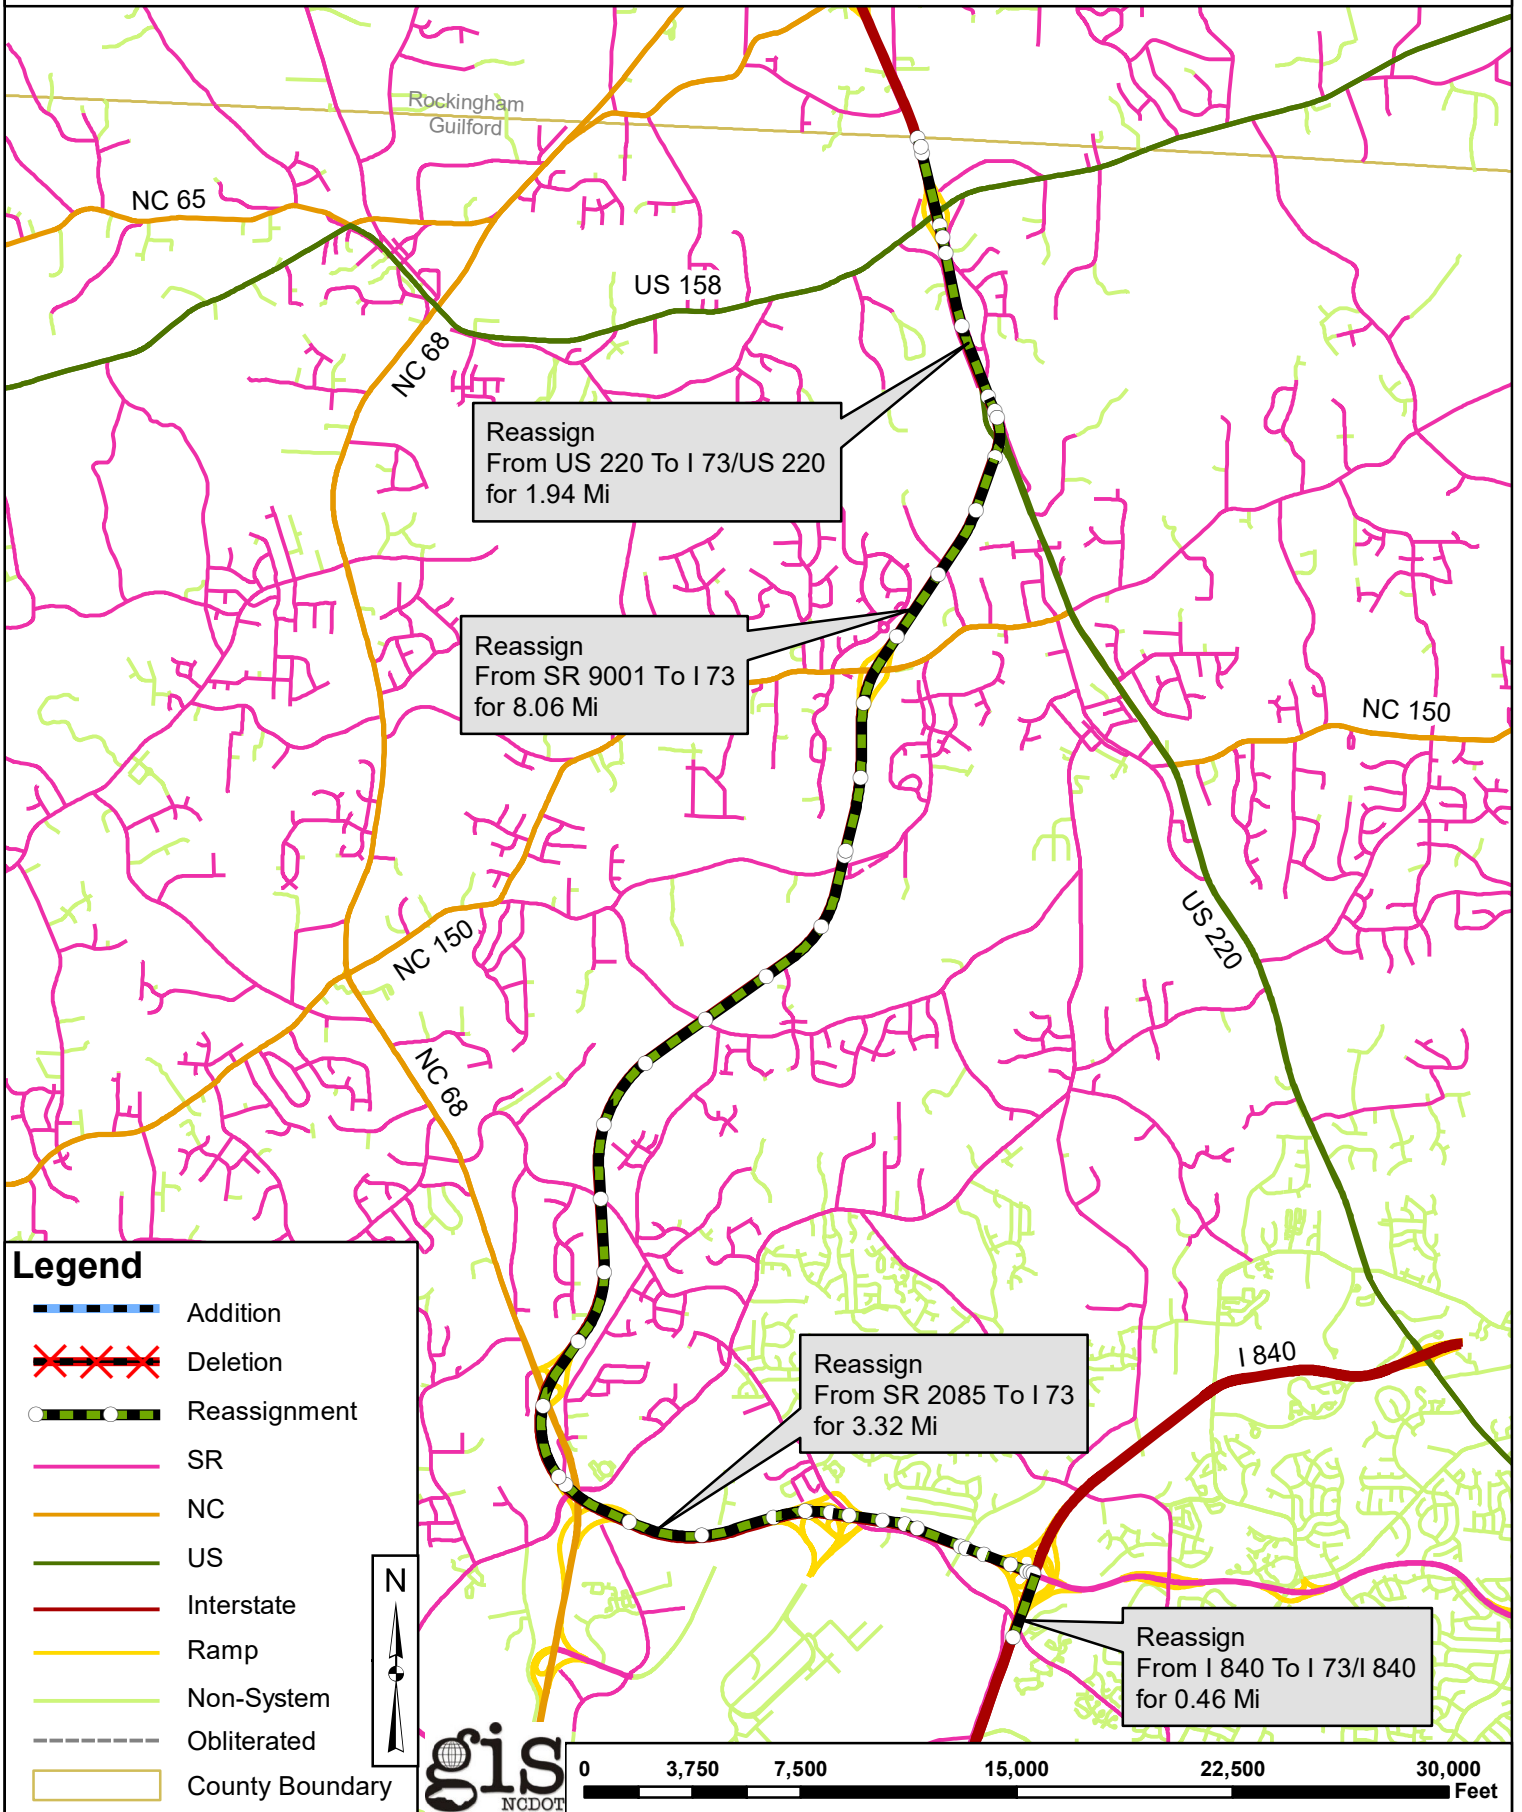 Rockingham
Guilford
NC 65
US 158
NC 68
Reassign
From US 220 To I 73/US 220
for 1.94 Mi
Reassign
From SR 9001 To I 73
for 8.06 Mi
NC 150
US 220
NC 150
NC 68
Legend
Addition
Deletion
Reassignment
SR
NC
US
Interstate
Ramp
Non-System
Obliterated
County Boundary
N
Reassign
From SR 2085 To I 73
for 3.32 Mi
I 840
Reassign
From I 840 To I 73/I 840
for 0.46 Mi
gis
NCDOT
0 3,750 7,500 15,000 22,500 30,000
Feet